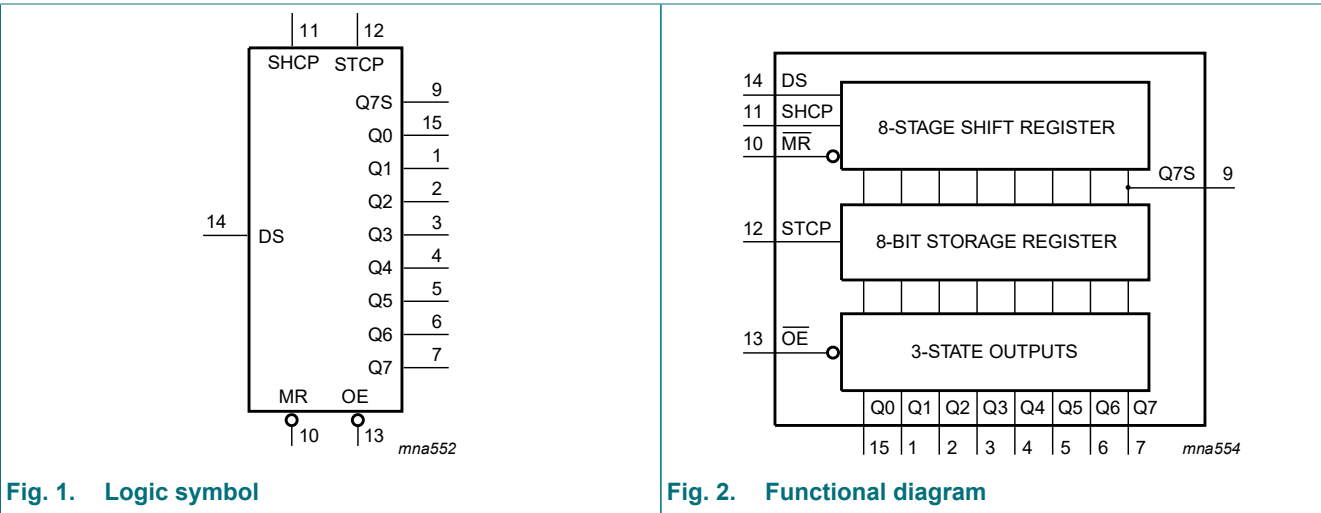 11 12
SHCP STCP
Q7S 9
Q0 15
Q1 1
Q2 2
14 DS Q3 3
Q4 4
Q5 5
Q6 6
Q7 7
MR OE
10 13
mna552
Fig. 1. Logic symbol
14 DS
11 SHCP
10 M̅R̅
8-STAGE SHIFT REGISTER
Q7S 9
12 STCP
8-BIT STORAGE REGISTER
13 O̅E̅
3-STATE OUTPUTS
Q0 Q1 Q2 Q3 Q4 Q5 Q6 Q7
15 1 2 3 4 5 6 7
mna554
Fig. 2. Functional diagram